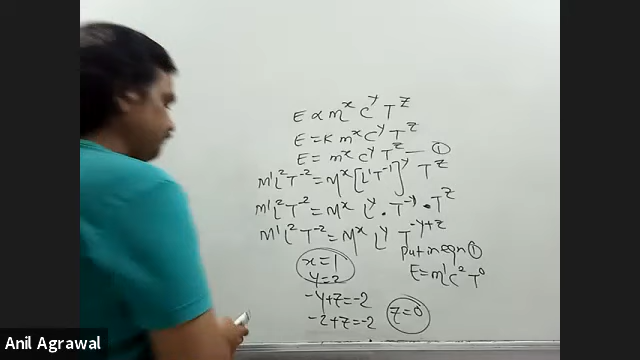 E ∝ m^x C^y T^z
E = K m^x C^y T^z
E = m^x C^y T^z — ①
M¹L²T⁻² = M^x [L¹T⁻¹]^y T^z
M¹L²T⁻² = M^x L^y · T^-y · T^z
M¹L²T⁻² = M^x L^y T^-y+z
x = 1
y = 2
-y+z = -2
-2+z = -2
z = 0
Put in eqn ①
E = m¹C²T⁰
Anil Agrawal